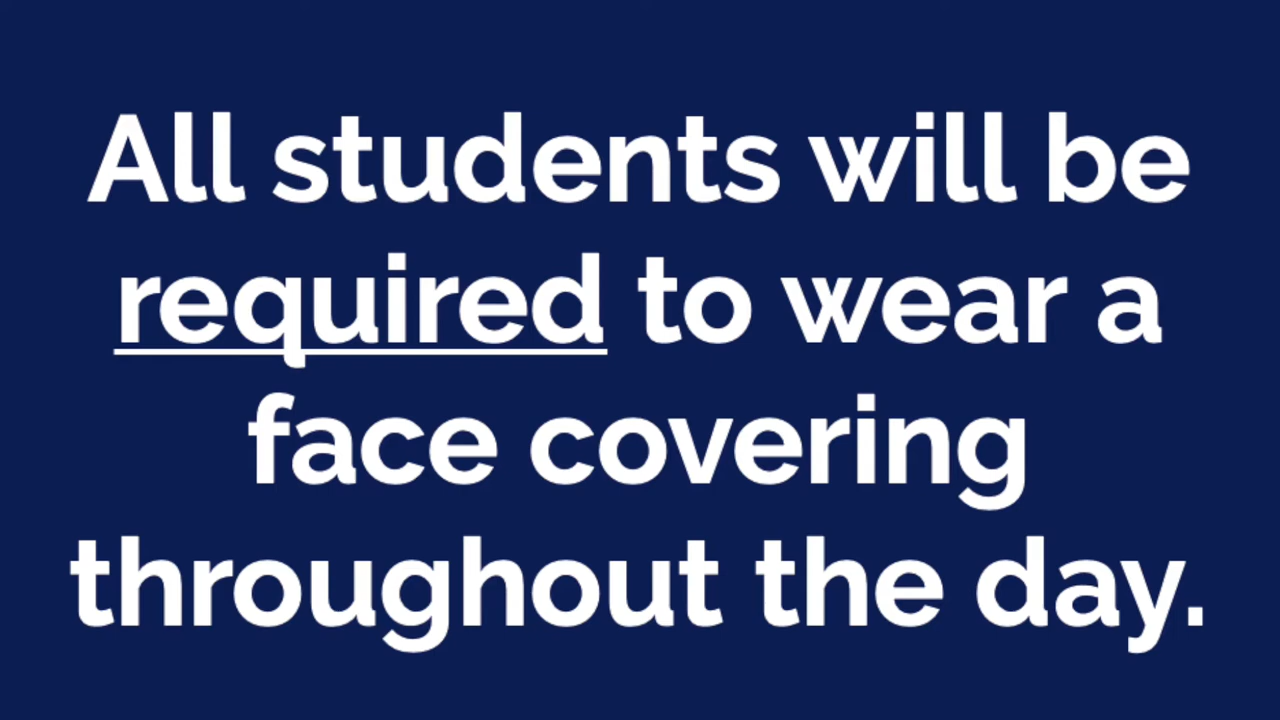 All students will be
required to wear a
face covering
throughout the day.